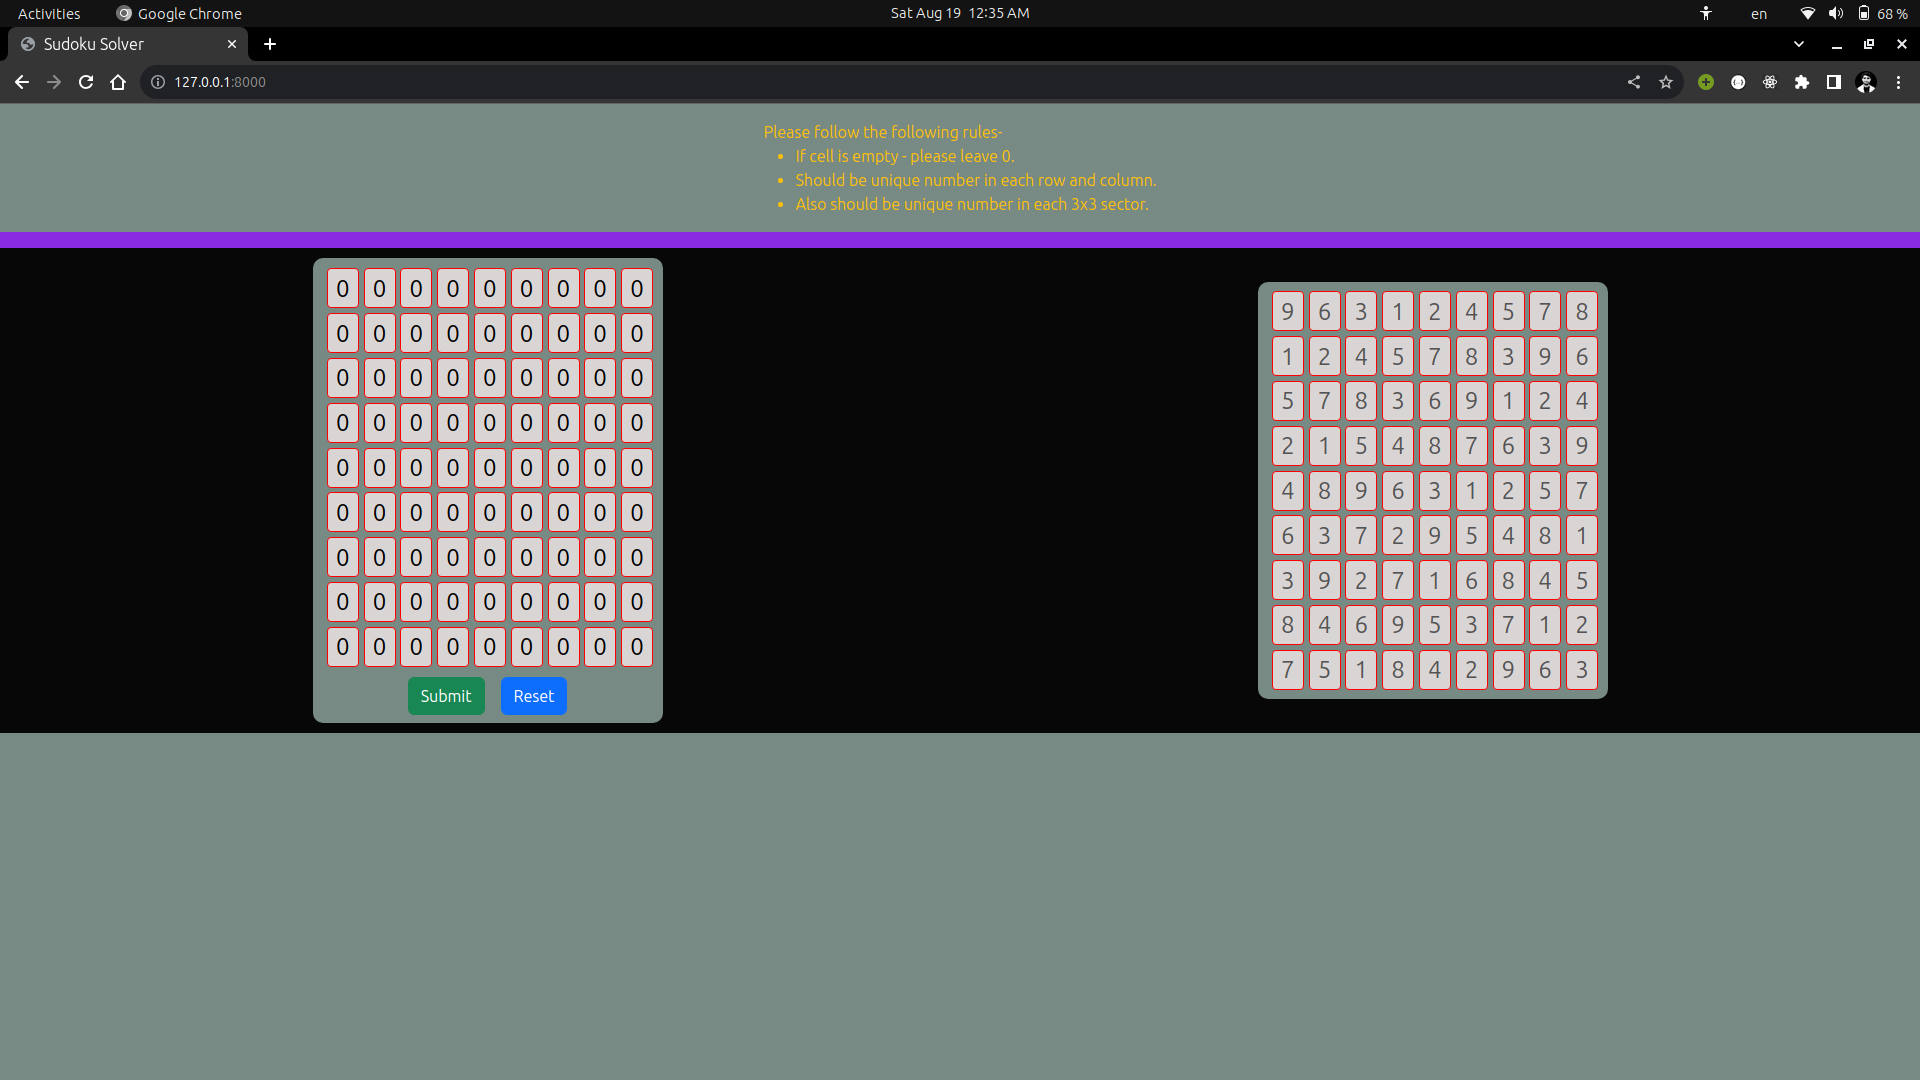 Activities Google Chrome Sat Aug 19 12:35 AM en 68 %
Sudoku Solver
127.0.0.1:8000
Please follow the following rules-
• If cell is empty - please leave 0.
• Should be unique number in each row and column.
• Also should be unique number in each 3x3 sector.
0 0 0 0 0 0 0 0 0
0 0 0 0 0 0 0 0 0
0 0 0 0 0 0 0 0 0
0 0 0 0 0 0 0 0 0
0 0 0 0 0 0 0 0 0
0 0 0 0 0 0 0 0 0
0 0 0 0 0 0 0 0 0
0 0 0 0 0 0 0 0 0
0 0 0 0 0 0 0 0 0
Submit Reset
9 6 3 1 2 4 5 7 8
1 2 4 5 7 8 3 9 6
5 7 8 3 6 9 1 2 4
2 1 5 4 8 7 6 3 9
4 8 9 6 3 1 2 5 7
6 3 7 2 9 5 4 8 1
3 9 2 7 1 6 8 4 5
8 4 6 9 5 3 7 1 2
7 5 1 8 4 2 9 6 3